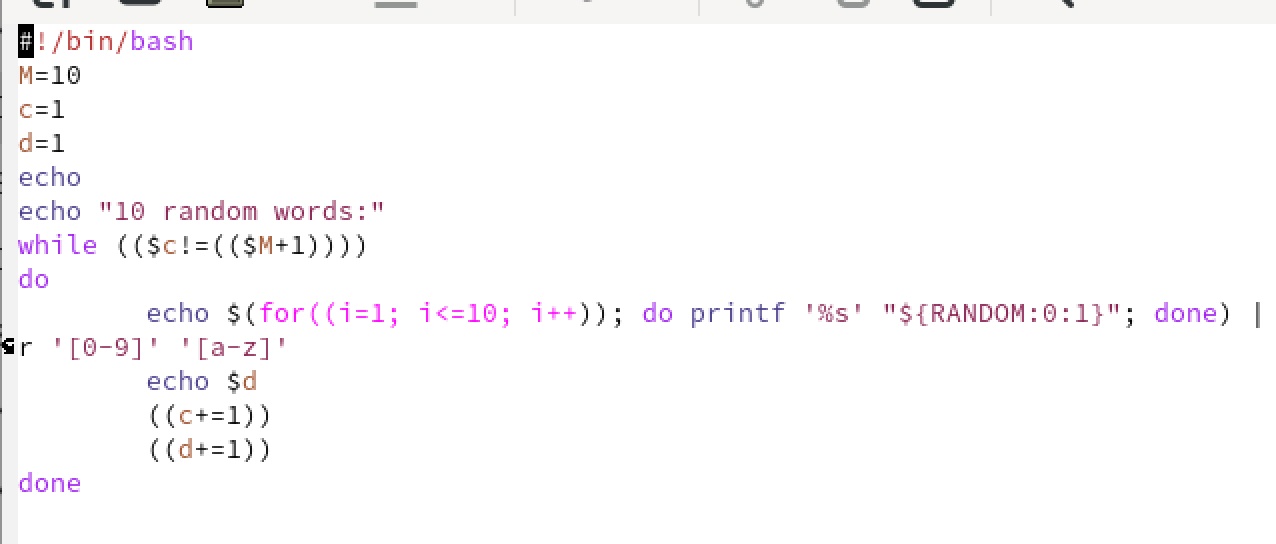 #!/bin/bash
M=10
c=1
d=1
echo
echo "10 random words:"
while (($c!=(($M+1))))
do
echo $(for((i=1; i<=10; i++)); do printf '%s' "${RANDOM:0:1}"; done) |
r '[0-9]' '[a-z]'
echo $d
((c+=1))
((d+=1))
done